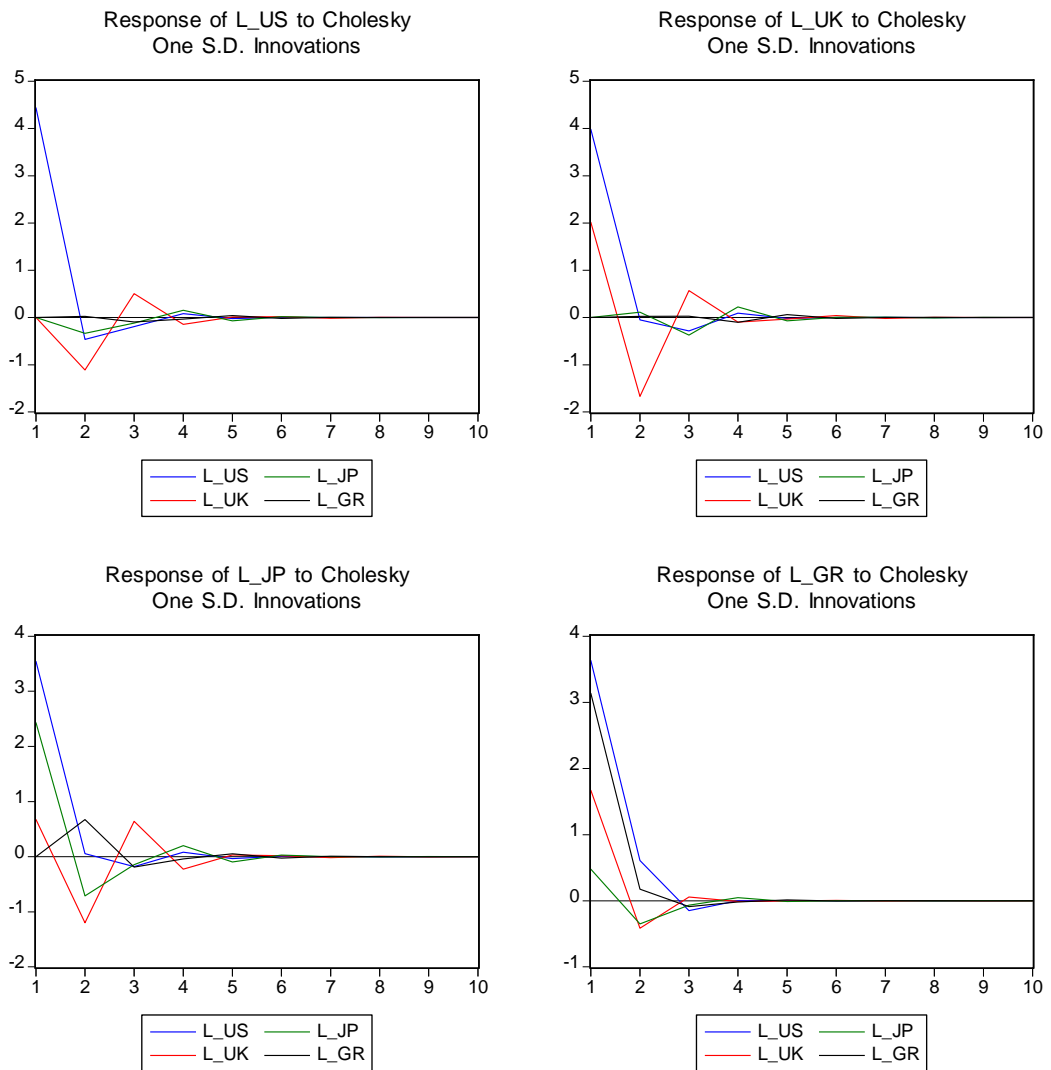 Response of L_US to Cholesky
One S.D. Innovations
5
4
3
2
1
0
-1
-2
1 2 3 4 5 6 7 8 9 10
L_US L_JP
L_UK L_GR
Response of L_UK to Cholesky
One S.D. Innovations
5
4
3
2
1
0
-1
-2
1 2 3 4 5 6 7 8 9 10
L_US L_JP
L_UK L_GR
Response of L_JP to Cholesky
One S.D. Innovations
4
3
2
1
0
-1
-2
1 2 3 4 5 6 7 8 9 10
L_US L_JP
L_UK L_GR
Response of L_GR to Cholesky
One S.D. Innovations
4
3
2
1
0
-1
1 2 3 4 5 6 7 8 9 10
L_US L_JP
L_UK L_GR